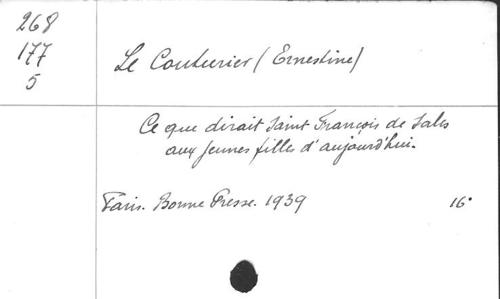 268
177
5
Le Couturier (Ernestine)
Ce que dirait Saint François de Sales
aux Jeunes filles d'aujourd'hui.
Paris. Bonne Presse. 1939 16°